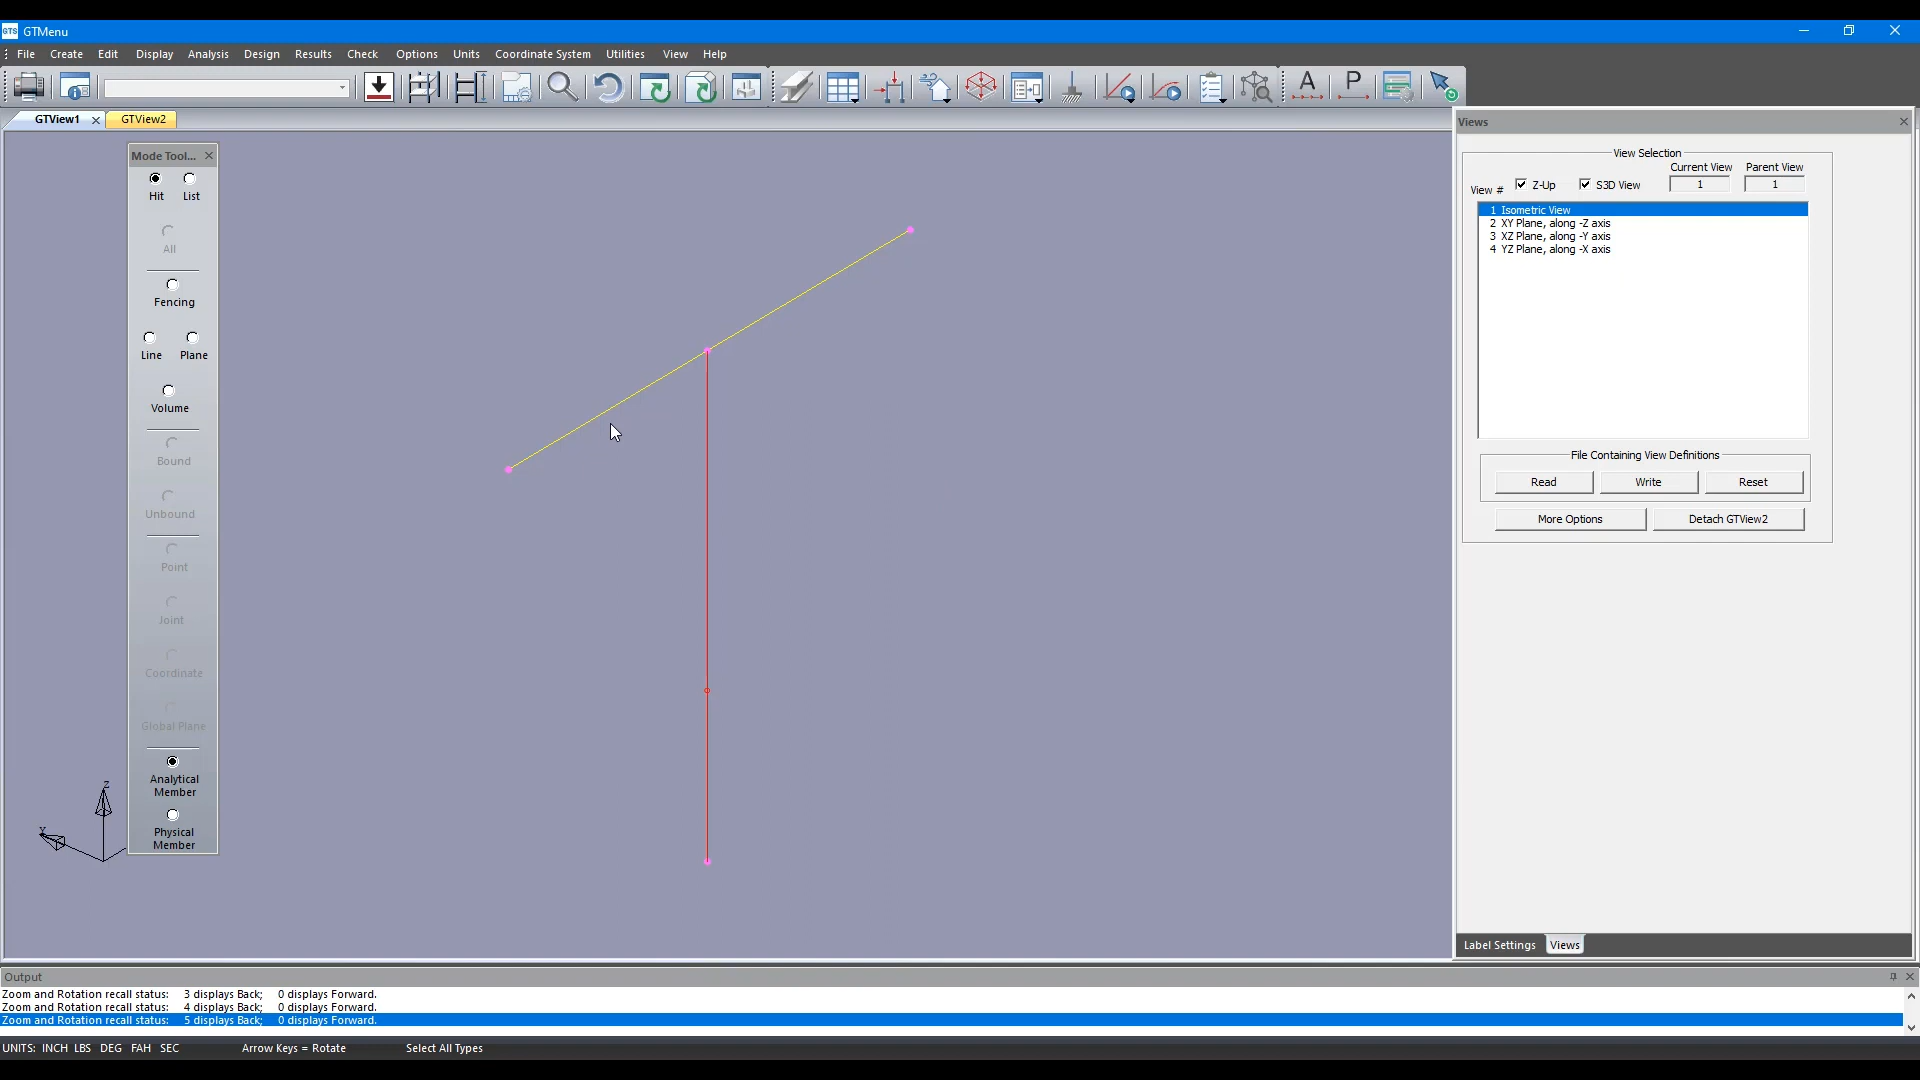 GTS GTMenu
File Create Edit Display Analysis Design Results Check Options Units Coordinate System Utilities View Help
A P
GTView1 GTView2
Mode Tool...
Hit List
All
Fencing
Line Plane
Volume
Bound
Unbound
Point
Joint
Coordinate
Global Plane
Analytical
Member
Physical
Member
Z
Y
Views
View Selection
Current View Parent View
View # Z-Up S3D View 1 1
1 Isometric View
2 XY Plane, along -Z axis
3 XZ Plane, along -Y axis
4 YZ Plane, along -X axis
File Containing View Definitions
Read Write Reset
More Options Detach GTView2
Label Settings Views
Output
Zoom and Rotation recall status: 3 displays Back; 0 displays Forward.
Zoom and Rotation recall status: 4 displays Back; 0 displays Forward.
Zoom and Rotation recall status: 5 displays Back; 0 displays Forward.
UNITS: INCH LBS DEG FAH SEC Arrow Keys = Rotate Select All Types